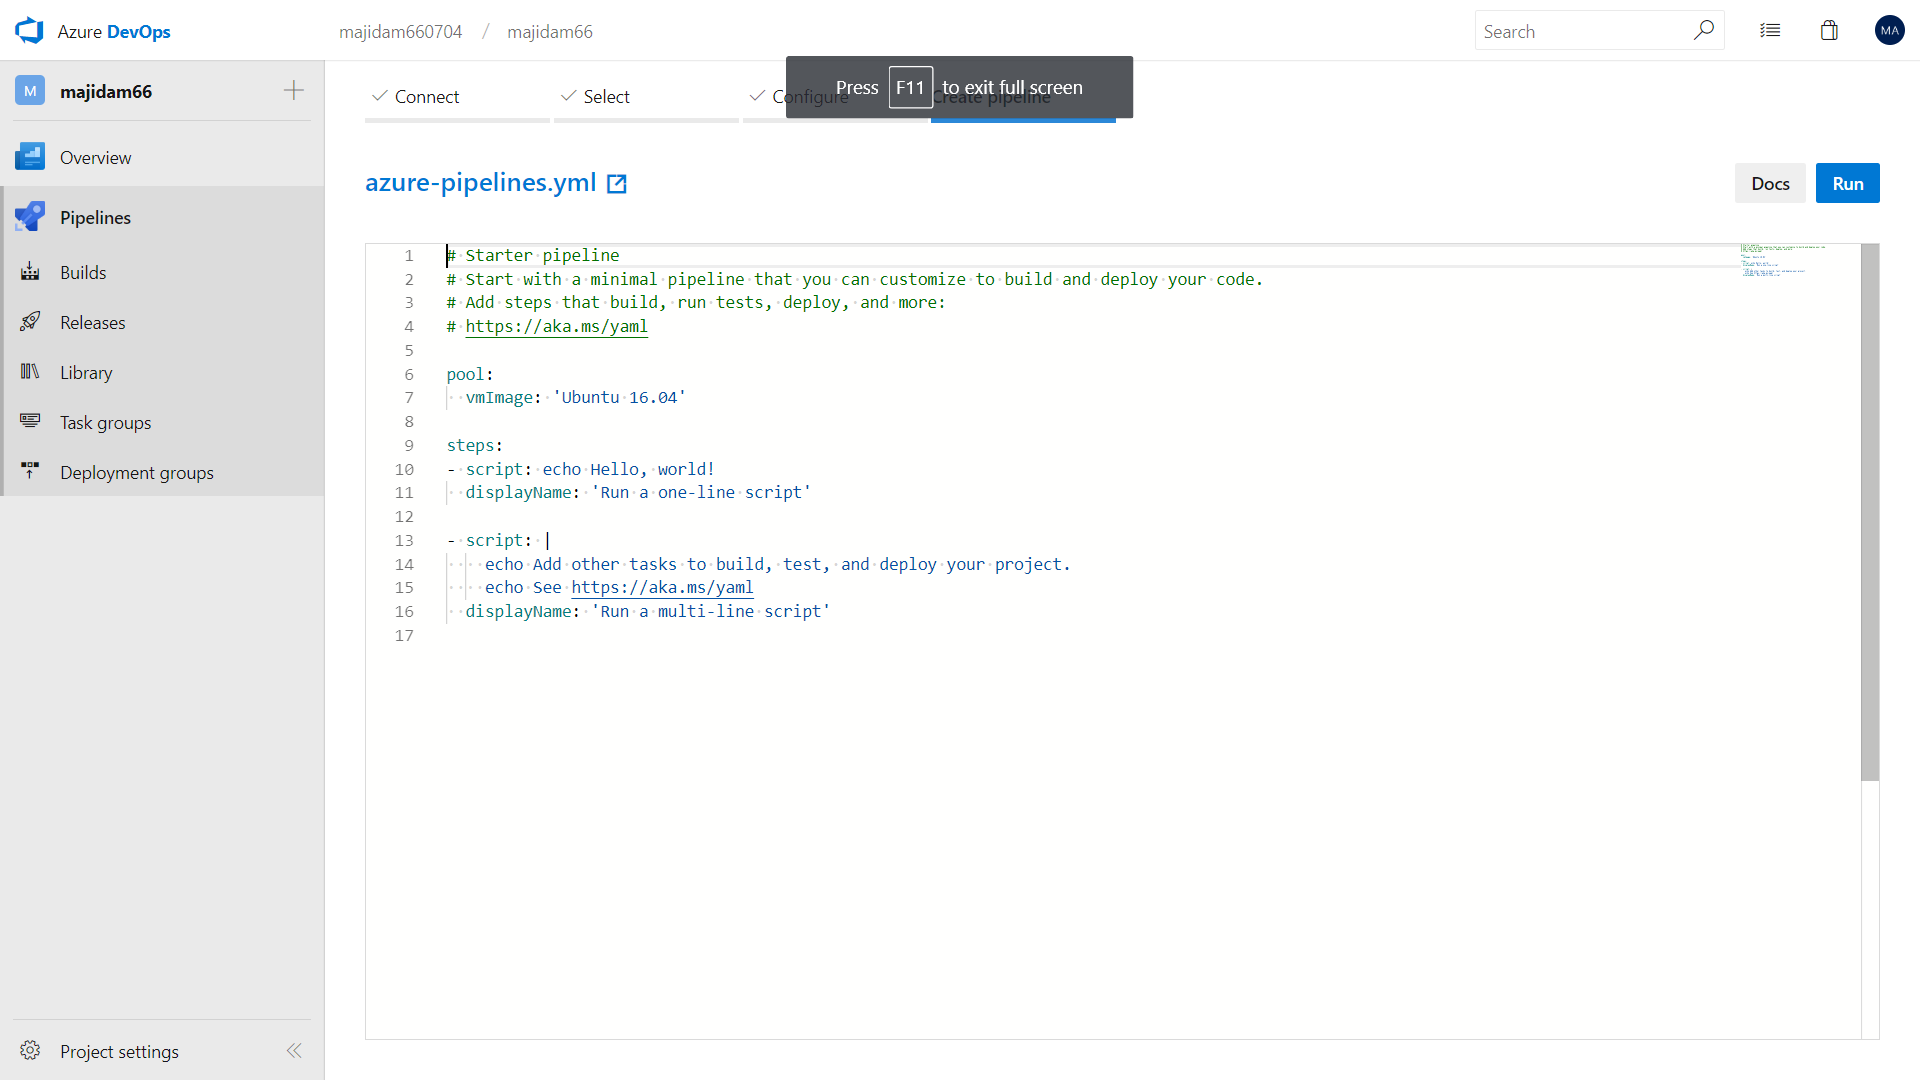 Azure DevOps
majidam660704 / majidam66
Search
MA
M majidam66
Overview
Pipelines
Builds
Releases
Library
Task groups
Deployment groups
Project settings
Connect
Select
Configure
Create pipeline
Press F11 to exit full screen
azure-pipelines.yml
Docs
Run
1 # Starter pipeline
2 # Start with a minimal pipeline that you can customize to build and deploy your code.
3 # Add steps that build, run tests, deploy, and more:
4 # https://aka.ms/yaml
5
6 pool:
7   vmImage: 'Ubuntu 16.04'
8
9 steps:
10 - script: echo Hello, world!
11   displayName: 'Run a one-line script'
12
13 - script: |
14     echo Add other tasks to build, test, and deploy your project.
15     echo See https://aka.ms/yaml
16   displayName: 'Run a multi-line script'
17